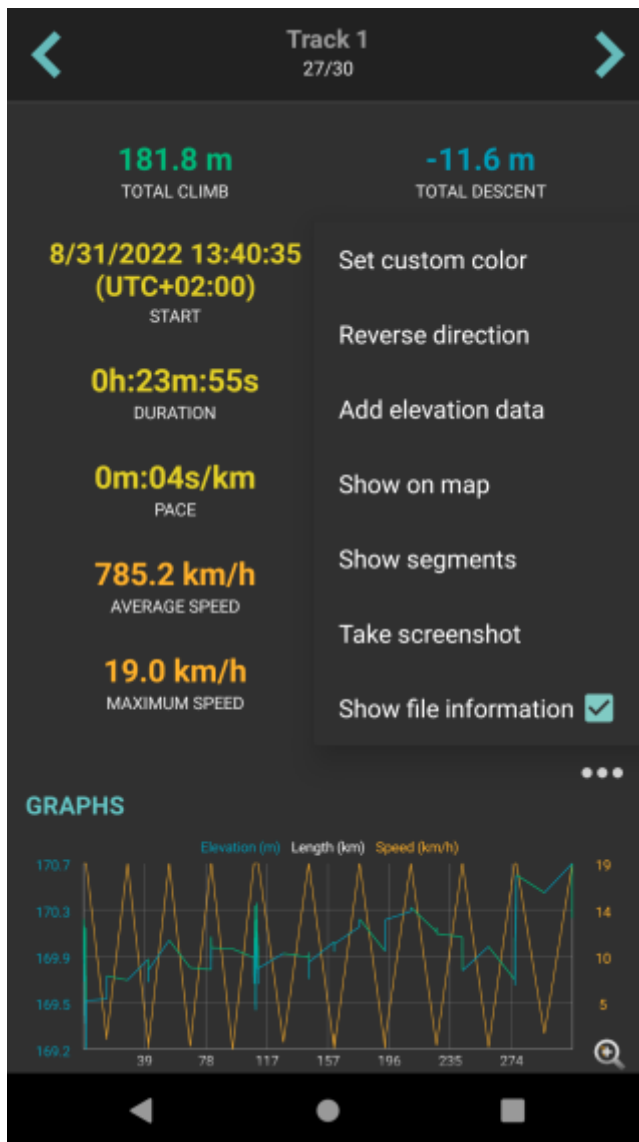 Track 1
27/30
181.8 m
TOTAL CLIMB
-11.6 m
TOTAL DESCENT
8/31/2022 13:40:35
(UTC+02:00)
START
0h:23m:55s
DURATION
0m:04s/km
PACE
785.2 km/h
AVERAGE SPEED
19.0 km/h
MAXIMUM SPEED
Set custom color
Reverse direction
Add elevation data
Show on map
Show segments
Take screenshot
Show file information
GRAPHS
Elevation (m) Length (km) Speed (km/h)
170.7 19
170.3 14
169.9 10
169.5 5
169.2
39 78 117 157 196 235 274